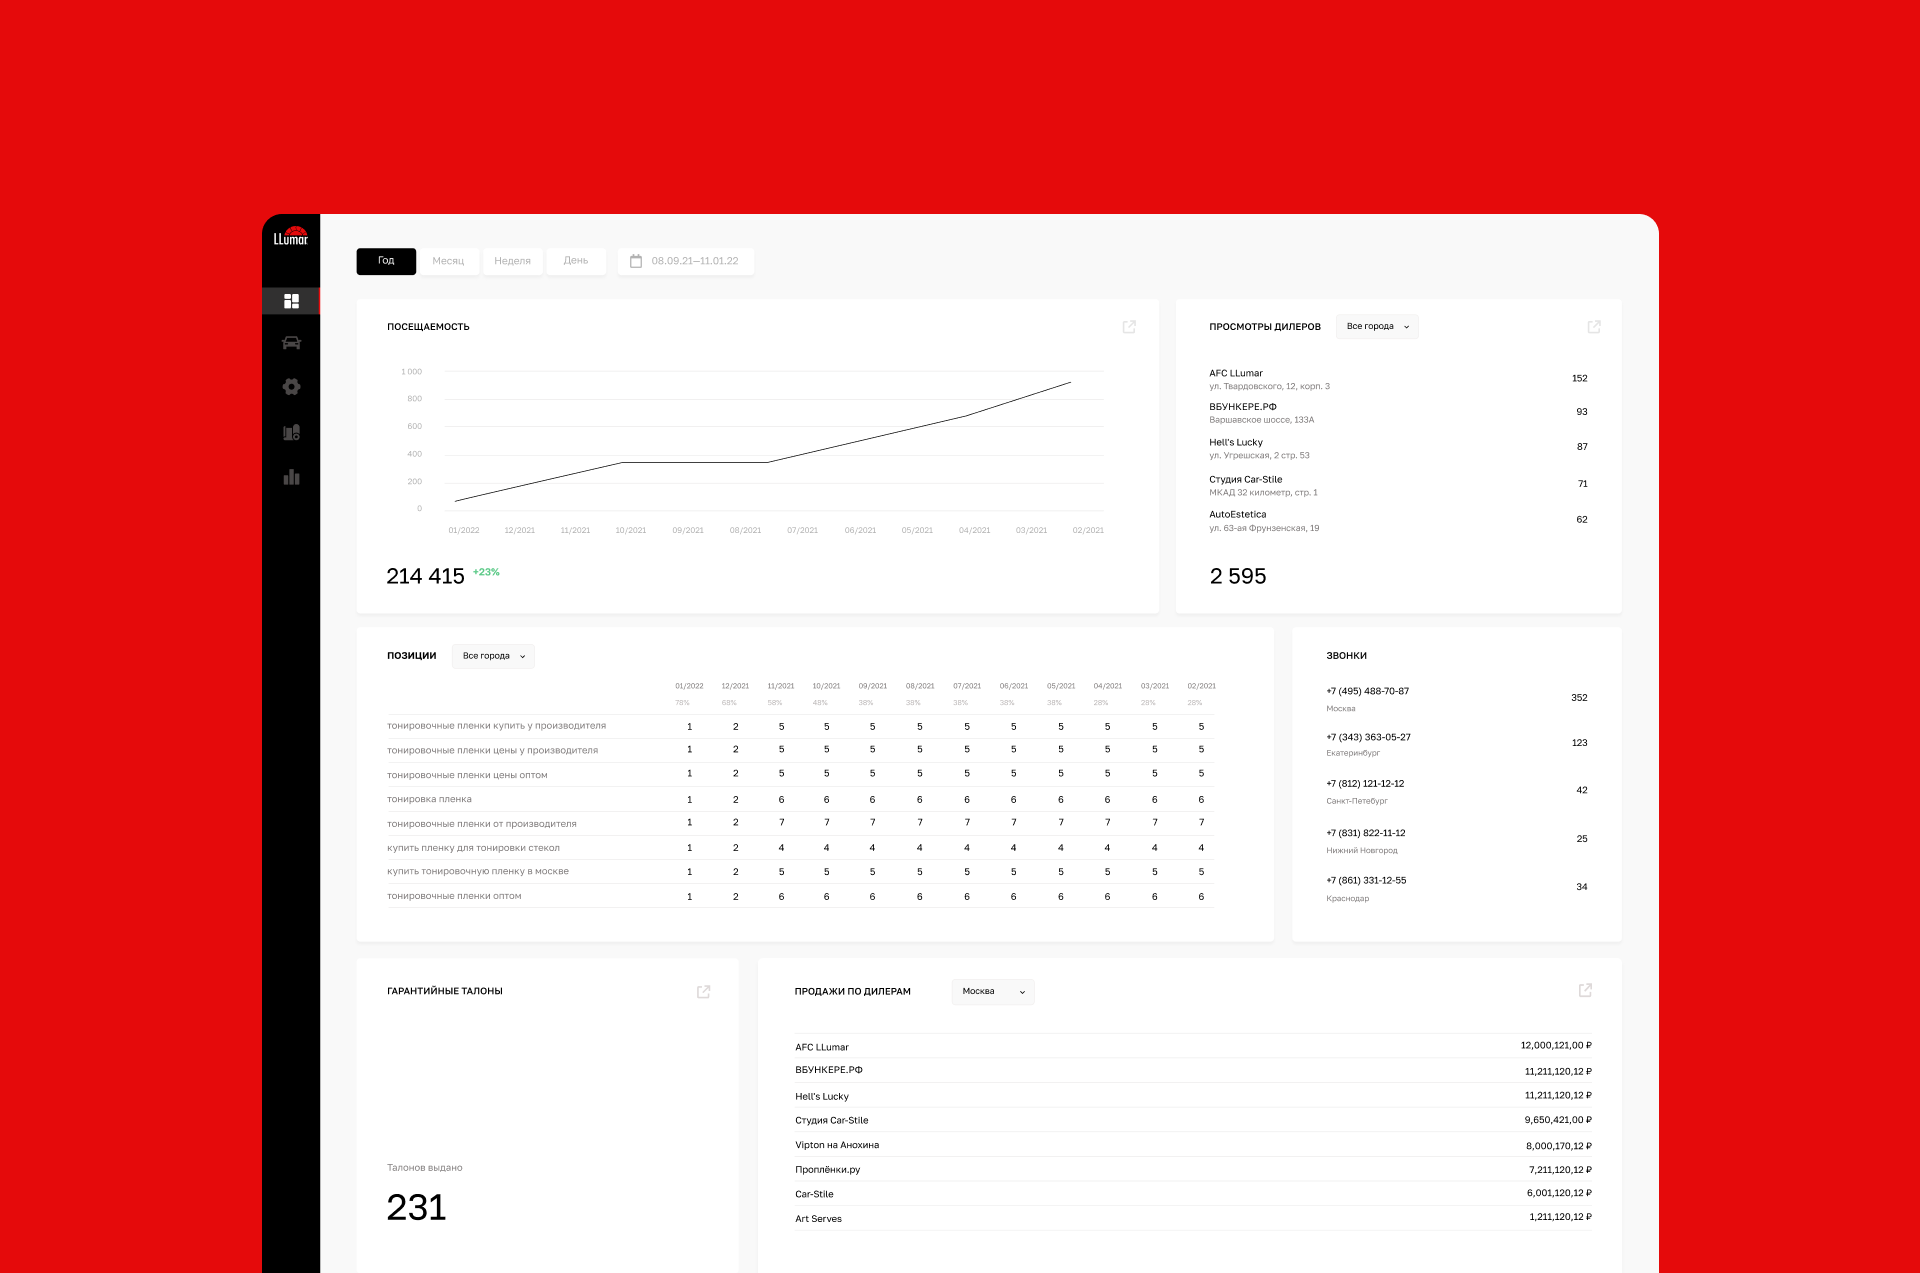 LLumar
Год Месяц Неделя День 08.09.21—11.01.22
ПОСЕЩАЕМОСТЬ
1 000
800
600
400
200
0
01/2022 12/2021 11/2021 10/2021 09/2021 08/2021 07/2021 06/2021 05/2021 04/2021 03/2021 02/2021
214 415 +23%
ПРОСМОТРЫ ДИЛЕРОВ Все города
AFC LLumar
ул. Твардовского, 12, корп. 3
152
ВБУНКЕРЕ.РФ
Варшавское шоссе, 133А
93
Hell's Lucky
ул. Угрешская, 2 стр. 53
87
Студия Car-Stile
МКАД 32 километр, стр. 1
71
AutoEstetica
ул. 63-ая Фрунзенская, 19
62
2 595
ПОЗИЦИИ Все города
01/2022 12/2021 11/2021 10/2021 09/2021 08/2021 07/2021 06/2021 05/2021 04/2021 03/2021 02/2021
78% 68% 58% 48% 38% 38% 38% 38% 38% 28% 28% 28%
тонировочные пленки купить у производителя 1 2 5 5 5 5 5 5 5 5 5 5
тонировочные пленки цены у производителя 1 2 5 5 5 5 5 5 5 5 5 5
тонировочные пленки цены оптом 1 2 5 5 5 5 5 5 5 5 5 5
тонировка пленка 1 2 6 6 6 6 6 6 6 6 6 6
тонировочные пленки от производителя 1 2 7 7 7 7 7 7 7 7 7 7
купить пленку для тонировки стекол 1 2 4 4 4 4 4 4 4 4 4 4
купить тонировочную пленку в москве 1 2 5 5 5 5 5 5 5 5 5 5
тонировочные пленки оптом 1 2 6 6 6 6 6 6 6 6 6 6
ЗВОНКИ
+7 (495) 488-70-87
Москва
352
+7 (343) 363-05-27
Екатеринбург
123
+7 (812) 121-12-12
Санкт-Петебург
42
+7 (831) 822-11-12
Нижний Новгород
25
+7 (861) 331-12-55
Краснодар
34
ГАРАНТИЙНЫЕ ТАЛОНЫ
Талонов выдано
231
ПРОДАЖИ ПО ДИЛЕРАМ Москва
AFC LLumar 12,000,121,00 ₽
ВБУНКЕРЕ.РФ 11,211,120,12 ₽
Hell's Lucky 11,211,120,12 ₽
Студия Car-Stile 9,650,421,00 ₽
Vipton на Анохина 8,000,170,12 ₽
Проплёнки.ру 7,211,120,12 ₽
Car-Stile 6,001,120,12 ₽
Art Serves 1,211,120,12 ₽